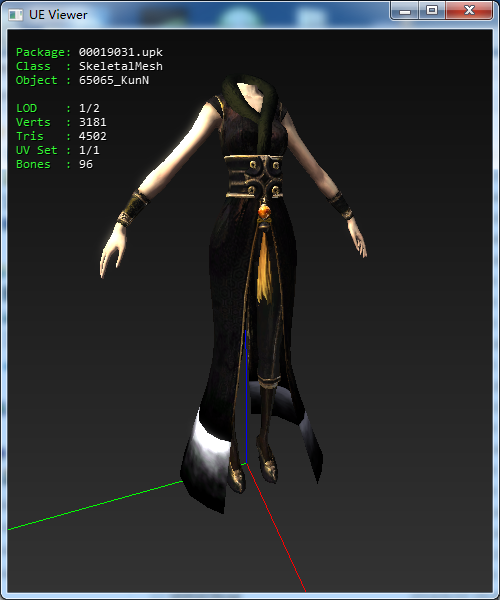 UE Viewer
Package: 00019031.upk
Class : SkeletalMesh
Object : 65065_KunN
LOD : 1/2
Verts : 3181
Tris : 4502
UV Set : 1/1
Bones : 96